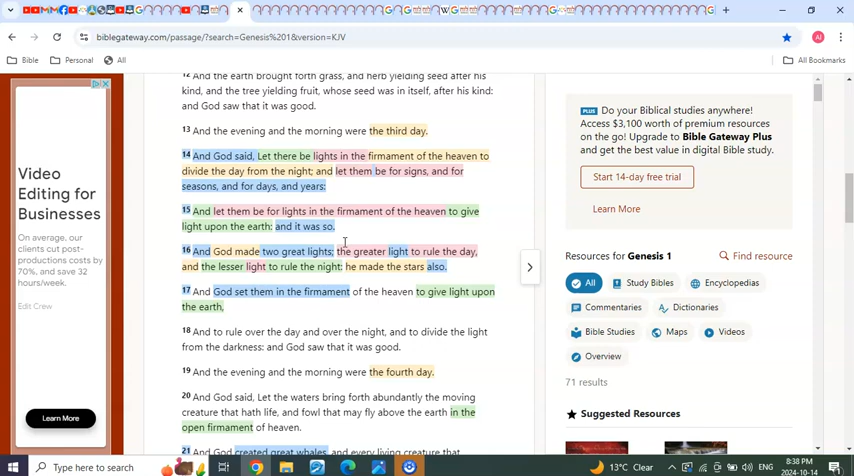 biblegateway.com/passage/?search=Genesis%201&version=KJV
AI
Bible
Personal
All
All Bookmarks
Video
Editing for
Businesses
On average, our
clients cut post-
productions costs by
70%, and save 32
hours/week.
Edit Crew
Learn More
12 And the earth brought forth grass, and herb yielding seed after his
kind, and the tree yielding fruit, whose seed was in itself, after his kind:
and God saw that it was good.
13 And the evening and the morning were the third day.
14 And God said, Let there be lights in the firmament of the heaven to
divide the day from the night; and let them be for signs, and for
seasons, and for days, and years:
15 And let them be for lights in the firmament of the heaven to give
light upon the earth: and it was so.
16 And God made two great lights; the greater light to rule the day,
and the lesser light to rule the night: he made the stars also.
17 And God set them in the firmament of the heaven to give light upon
the earth,
18 And to rule over the day and over the night, and to divide the light
from the darkness: and God saw that it was good.
19 And the evening and the morning were the fourth day.
20 And God said, Let the waters bring forth abundantly the moving
creature that hath life, and fowl that may fly above the earth in the
open firmament of heaven.
21 And God created great whales, and every living creature that
PLUS Do your Biblical studies anywhere!
Access $3,100 worth of premium resources
on the go! Upgrade to Bible Gateway Plus
and get the best value in digital Bible study.
Start 14-day free trial
Learn More
Resources for Genesis 1
Find resource
All
Study Bibles
Encyclopedias
Commentaries
Dictionaries
Bible Studies
Maps
Videos
Overview
71 results
Suggested Resources
Type here to search
13°C Clear
ENG
8:38 PM
2024-10-14